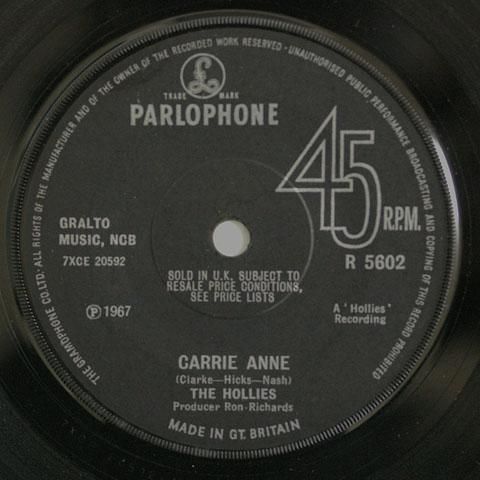 THE GRAMOPHONE CO. LTD. · ALL RIGHTS OF THE MANUFACTURER AND OF THE OWNER OF THE RECORDED WORK RESERVED · UNAUTHORISED PUBLIC PERFORMANCE BROADCASTING AND COPYING OF THIS RECORD PROHIBITED
£
TRADE MARK
PARLOPHONE
45
R.P.M.
GRALTO
MUSIC, NCB
7XCE 20592
R 5602
SOLD IN U.K. SUBJECT TO
RESALE PRICE CONDITIONS,
SEE PRICE LISTS
Ⓟ 1967
A 'Hollies'
Recording
CARRIE ANNE
(Clarke—Hicks—Nash)
THE HOLLIES
Producer Ron-Richards
MADE IN GT. BRITAIN